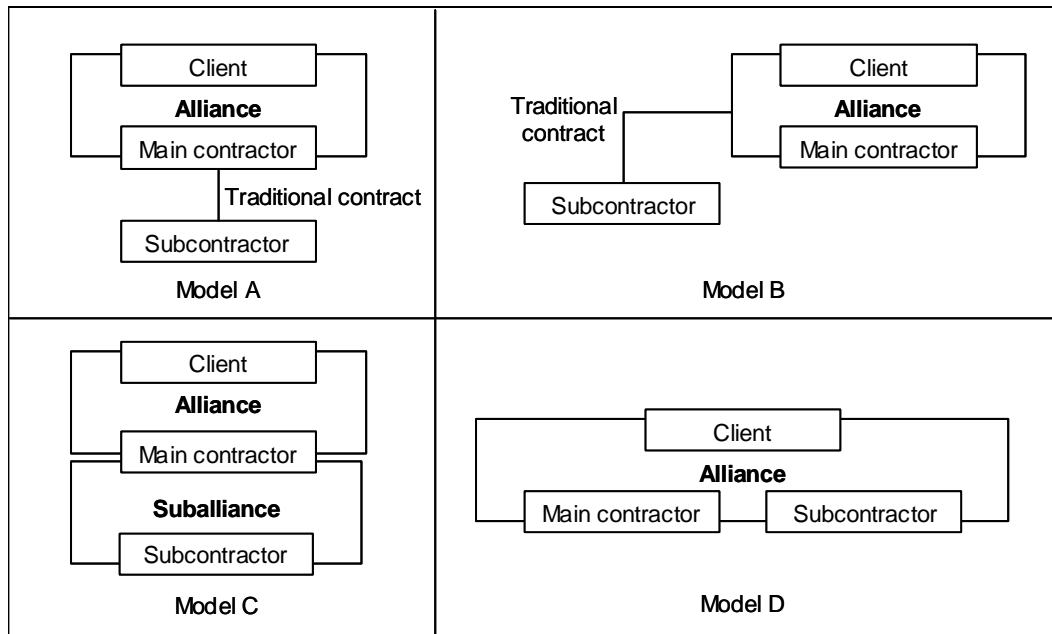 Client
Alliance
Main contractor
Traditional contract
Subcontractor
Model A
Client
Traditional
contract
Alliance
Main contractor
Subcontractor
Model B
Client
Alliance
Main contractor
Suballiance
Subcontractor
Model C
Client
Alliance
Main contractor
Subcontractor
Model D